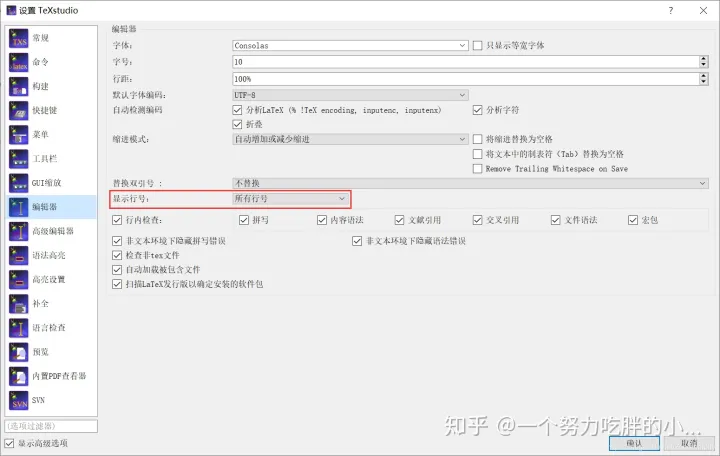 设置 TeXstudio
常规
命令
构建
快捷键
菜单
工具栏
GUI缩放
编辑器
高级编辑器
语法高亮
高亮设置
补全
语言检查
预览
内置PDF查看器
SVN
(选项过滤器)
显示高级选项
编辑器
字体: Consolas 只显示等宽字体
字号: 10
行距: 100%
默认字体编码: UTF-8
自动检测编码 分析LaTeX (% !TeX encoding, inputenc, inputenx) 分析字符
折叠
缩进模式: 自动增加或减少缩进 将缩进替换为空格
将文本中的制表符 (Tab) 替换为空格
Remove Trailing Whitespace on Save
替换双引号 : 不替换
显示行号: 所有行号
行内检查: 拼写 内容语法 文献引用 交叉引用 文件语法 宏包
非文本环境下隐藏拼写错误 非文本环境下隐藏语法错误
检查非tex文件
自动加载被包含文件
扫描LaTeX发行版以确定安装的软件包
知乎 @一个努力吃胖的小...
确认 取消